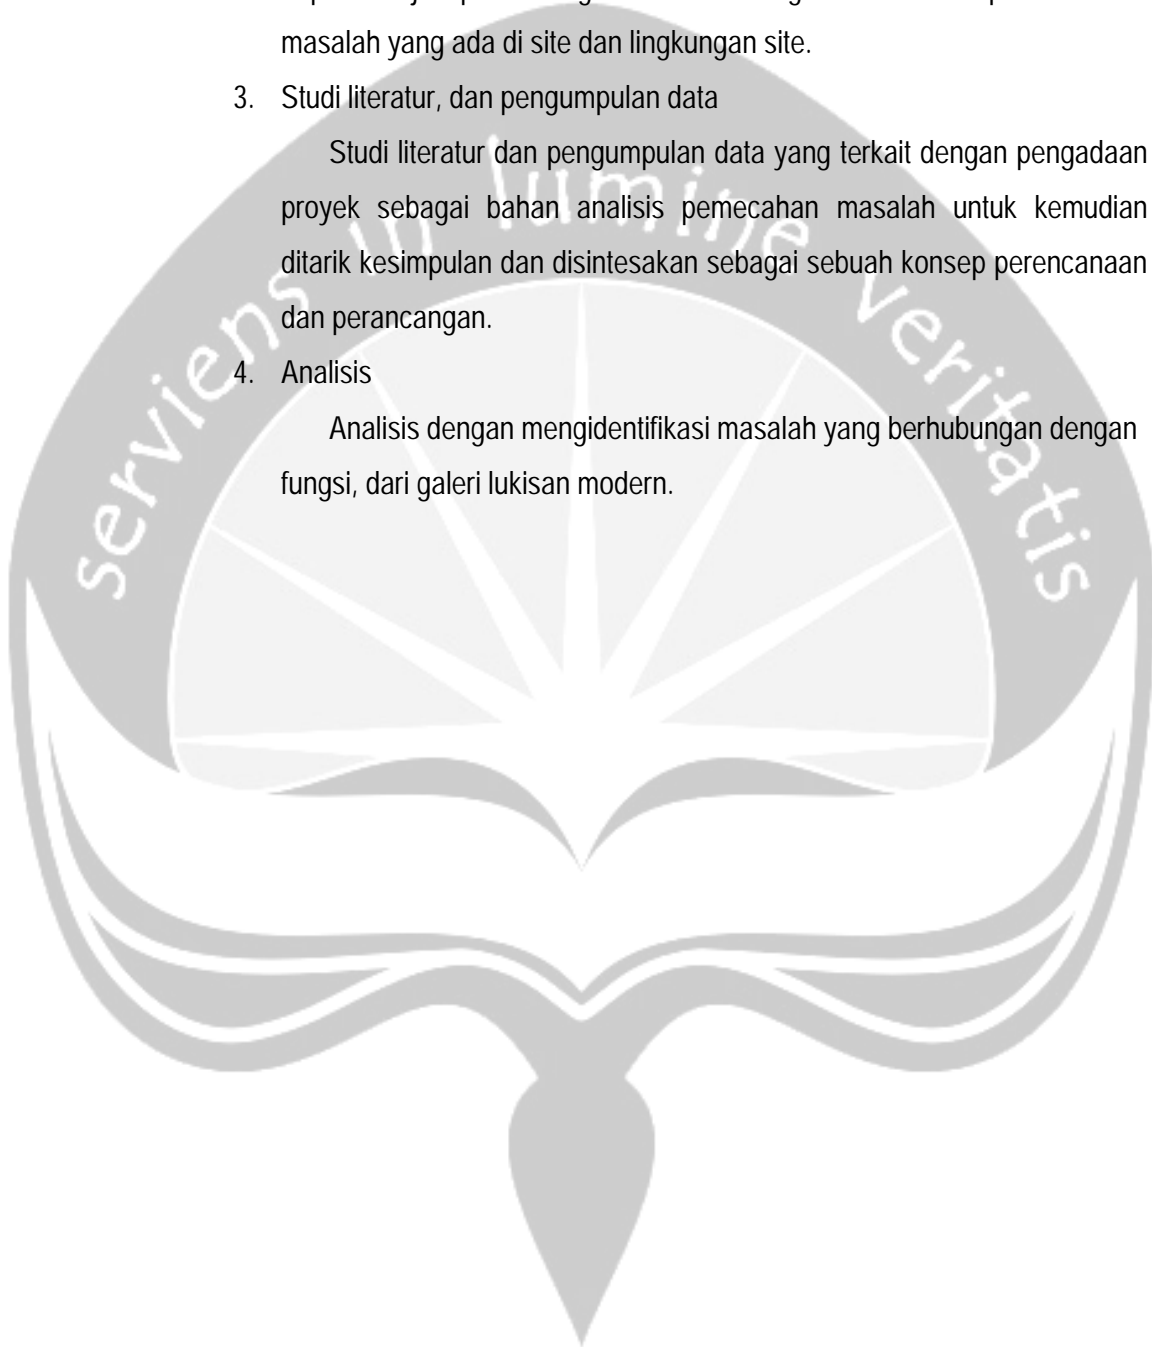 masalah yang ada di site dan lingkungan site.
3. Studi literatur, dan pengumpulan data
Studi literatur dan pengumpulan data yang terkait dengan pengadaan
proyek sebagai bahan analisis pemecahan masalah untuk kemudian
ditarik kesimpulan dan disintesakan sebagai sebuah konsep perencanaan
dan perancangan.
4. Analisis
Analisis dengan mengidentifikasi masalah yang berhubungan dengan
fungsi, dari galeri lukisan modern.
serviens in lumine veritatis